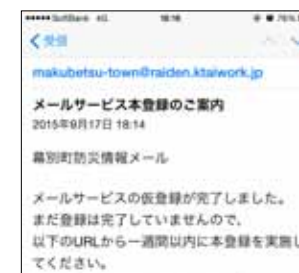 SoftBank 4G 18:16 76%
受信
makubetsu-town@raiden.ktaiwork.jp
メールサービス本登録のご案内
2015年9月17日 18:14
幕別町防災情報メール
メールサービスの仮登録が完了しました。
まだ登録は完了していませんので、
以下のURLから一週間以内に本登録を実施し
てください。